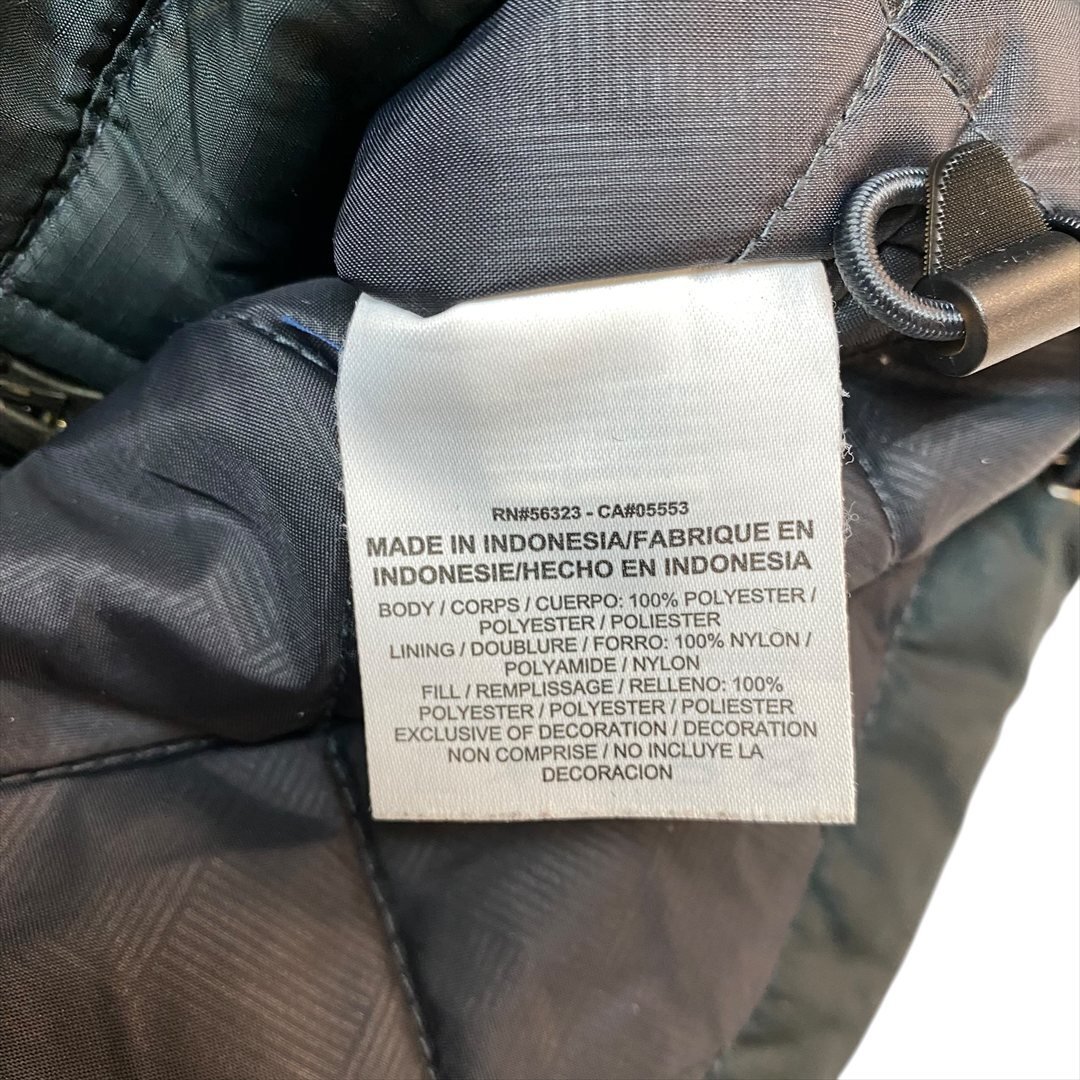 RN#56323 - CA#05553
MADE IN INDONESIA/FABRIQUE EN
INDONESIE/HECHO EN INDONESIA
BODY / CORPS / CUERPO: 100% POLYESTER /
POLYESTER / POLIESTER
LINING / DOUBLURE / FORRO: 100% NYLON /
POLYAMIDE / NYLON
FILL / REMPLISSAGE / RELLENO: 100%
POLYESTER / POLYESTER / POLIESTER
EXCLUSIVE OF DECORATION / DECORATION
NON COMPRISE / NO INCLUYE LA
DECORACION